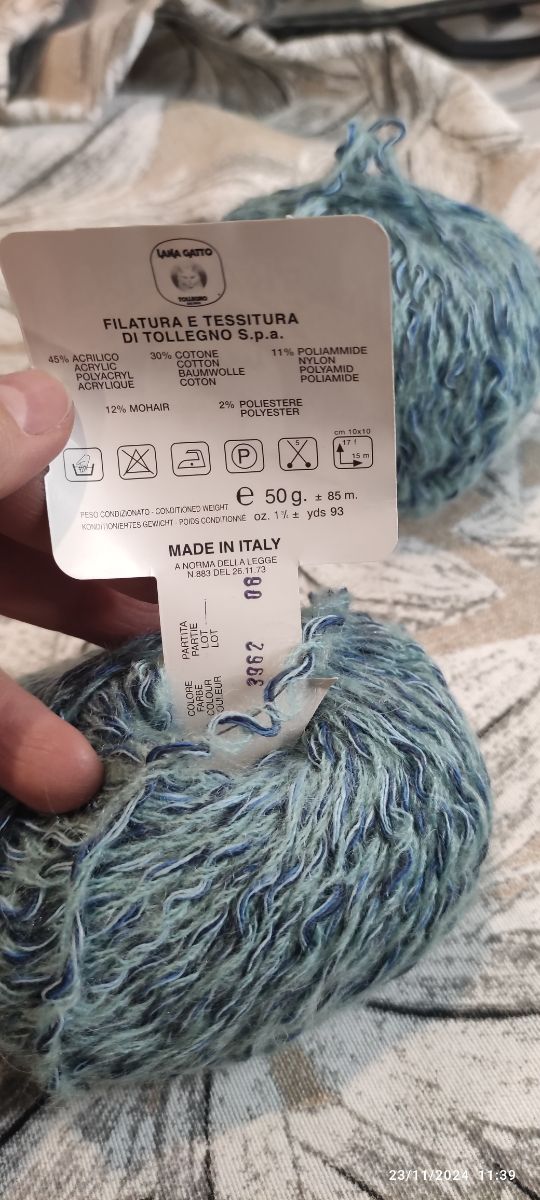 LANA GATTO
TOLLEGNO
FILATURA E TESSITURA
DI TOLLEGNO S.p.a.
45% ACRILICO
ACRYLIC
POLYACRYL
ACRYLIQUE
30% COTONE
COTTON
BAUMWOLLE
COTON
11% POLIAMMIDE
NYLON
POLYAMID
POLIAMIDE
12% MOHAIR
2% POLIESTERE
POLYESTER
P
5
cm 10x10
17 f
15 m
PESO CONDIZIONATO - CONDITIONED WEIGHT
KONDITIONIERTES GEWICHT - POIDS CONDITIONNÉ
e 50 g. ± 85 m.
oz. 1¾ ± yds 93
MADE IN ITALY
A NORMA DELLA LEGGE
N.883 DEL 26.11.73
PARTITA
PARTIE
LOT
LOT
06
COLORE
FARBE
COLOUR
COULEUR
3962
23/11/2024 11:39